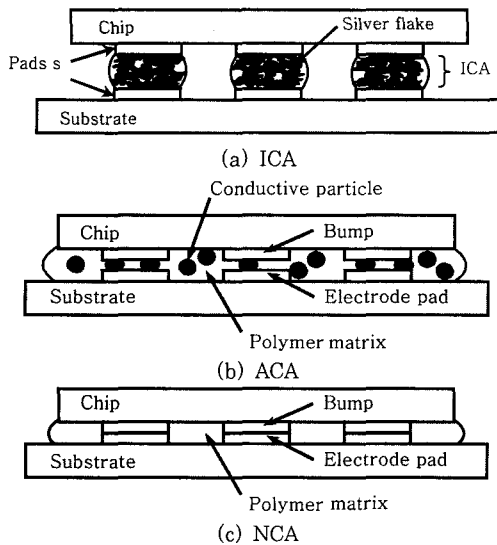 Chip
Silver flake
Pads s
ICA
Substrate
(a) ICA
Conductive particle
Chip
Bump
Substrate
Electrode pad
Polymer matrix
(b) ACA
Chip
Bump
Substrate
Electrode pad
Polymer matrix
(c) NCA